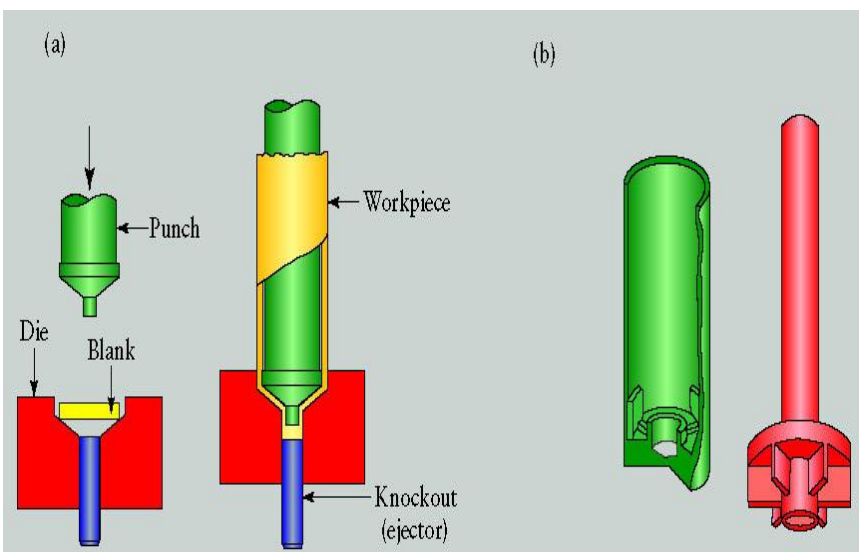 (a)
(b)
Workpiece
Punch
Die
Blank
Knockout
(ejector)